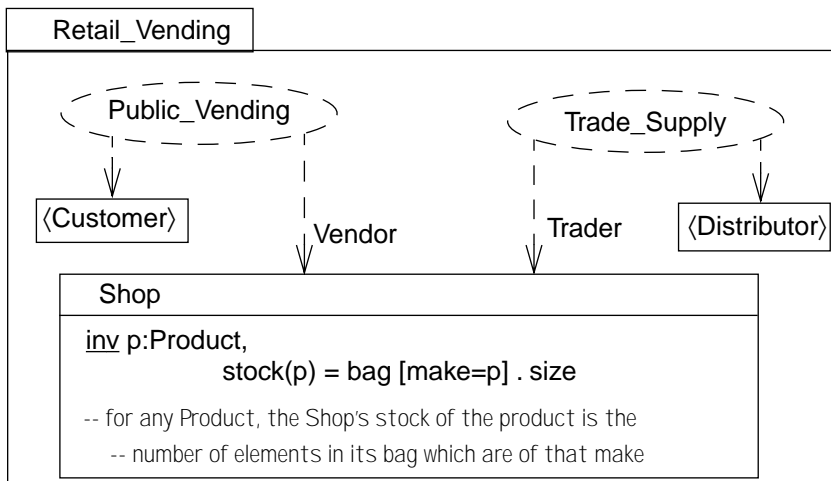 Retail_Vending
Public_Vending
Trade_Supply
⟨Customer⟩
Vendor
Trader
⟨Distributor⟩
Shop
inv p:Product,
stock(p) = bag [make=p] . size
-- for any Product, the Shop's stock of the product is the
-- number of elements in its bag which are of that make